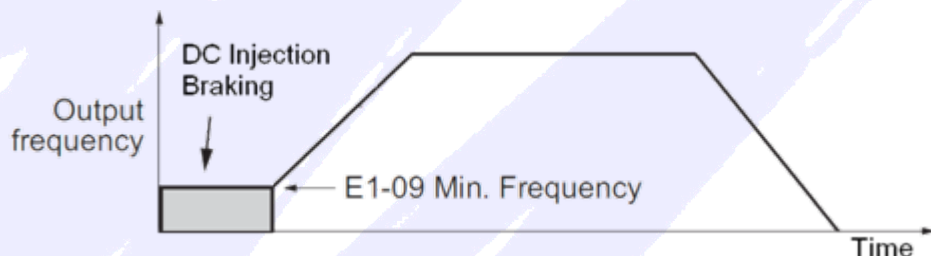 DC Injection
Braking
Output
frequency
E1-09 Min. Frequency
Time